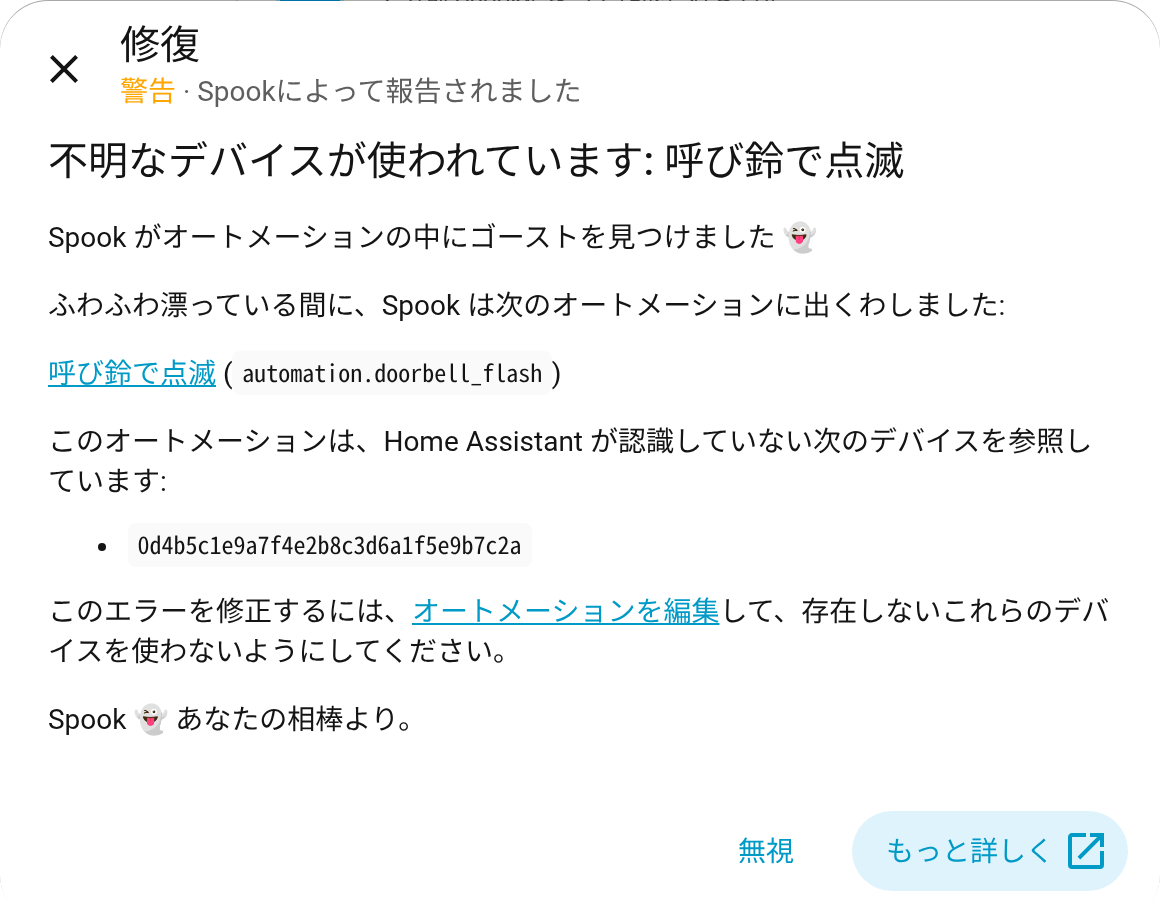 修復
警告 · Spookによって報告されました
不明なデバイスが使われています: 呼び鈴で点滅
Spook がオートメーションの中にゴーストを見つけました 👻
ふわふわ漂っている間に、Spook は次のオートメーションに出くわしました:
呼び鈴で点滅 ( automation.doorbell_flash )
このオートメーションは、Home Assistant が認識していない次のデバイスを参照し
ています:
• 0d4b5c1e9a7f4e2b8c3d6a1f5e9b7c2a
このエラーを修正するには、オートメーションを編集して、存在しないこれらのデバ
イスを使わないようにしてください。
Spook 👻 あなたの相棒より。
無視
もっと詳しく